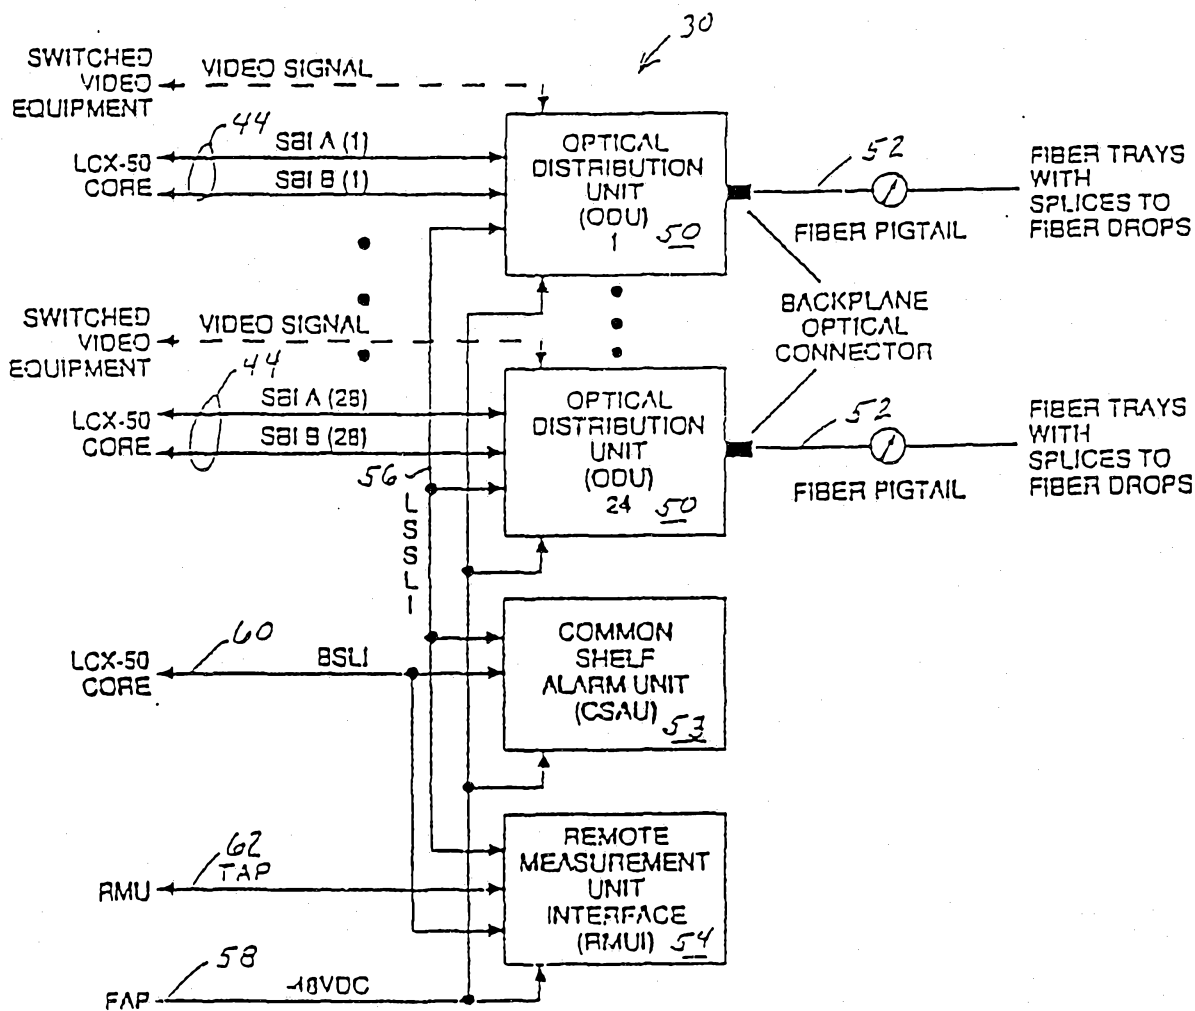 30
SWITCHED
VIDEO
EQUIPMENT
VIDEO SIGNAL
44
LCX-50
CORE
SBI A (1)
SBI B (1)
OPTICAL
DISTRIBUTION
UNIT
(ODU)
1
50
52
FIBER PIGTAIL
FIBER TRAYS
WITH
SPLICES TO
FIBER DROPS
BACKPLANE
OPTICAL
CONNECTOR
SWITCHED
VIDEO
EQUIPMENT
VIDEO SIGNAL
44
LCX-50
CORE
SBI A (28)
SBI B (28)
OPTICAL
DISTRIBUTION
UNIT
(ODU)
24
50
52
FIBER PIGTAIL
FIBER TRAYS
WITH
SPLICES TO
FIBER DROPS
56
LSSLI
COMMON
SHELF
ALARM UNIT
(CSAU)
53
60
LCX-50
CORE
BSLI
REMOTE
MEASUREMENT
UNIT
INTERFACE
(RMUI)
54
62
RMU
TAP
58
FAP
-48VDC